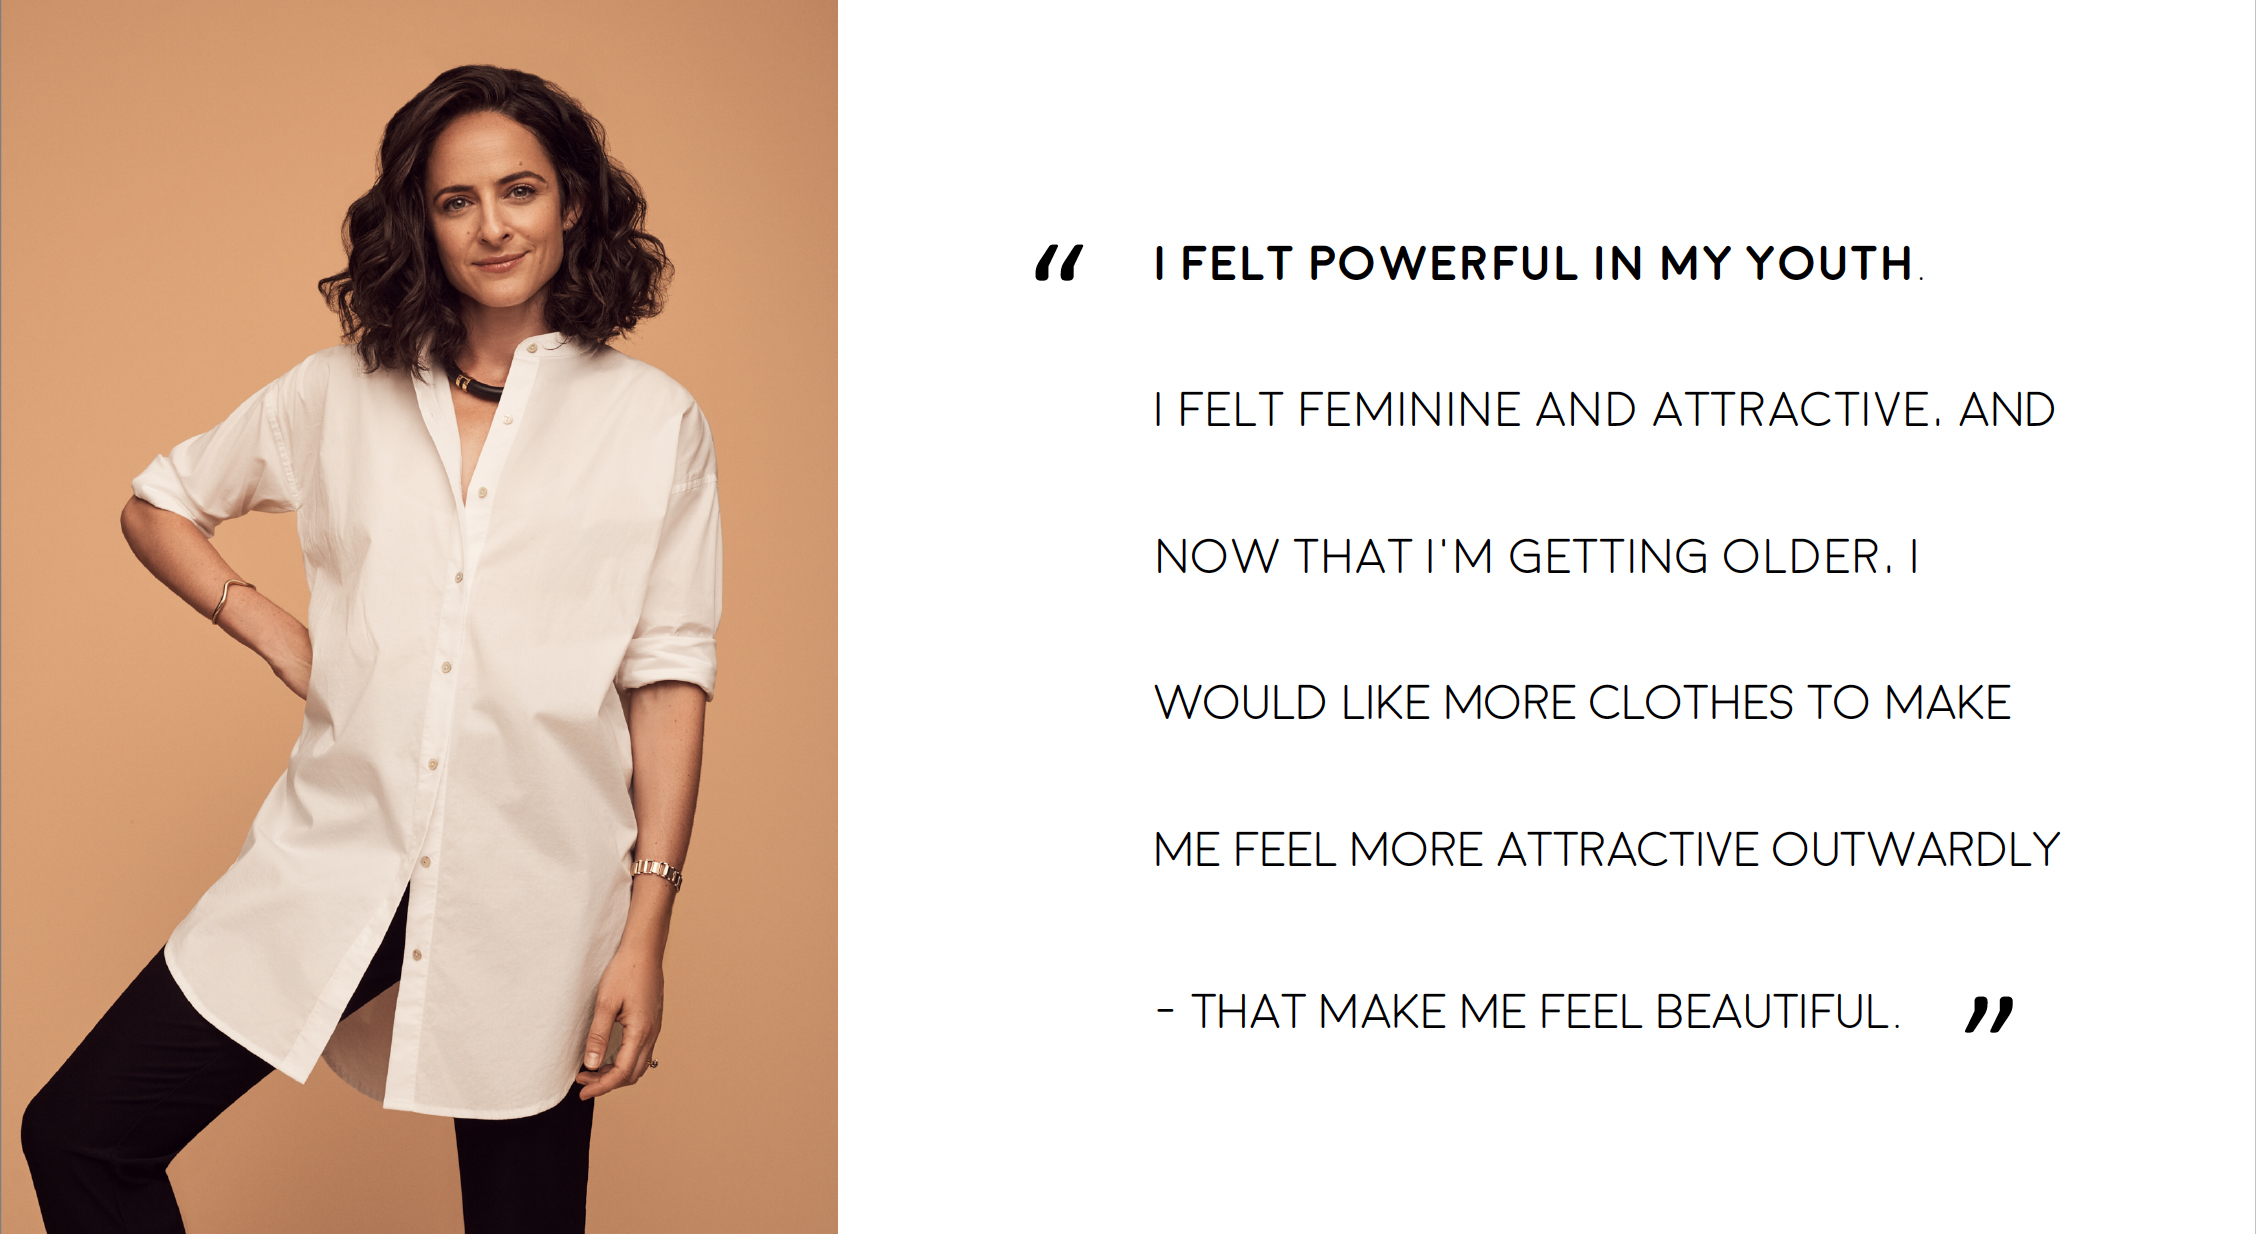 “ I FELT POWERFUL IN MY YOUTH.
I FELT FEMININE AND ATTRACTIVE, AND
NOW THAT I'M GETTING OLDER, I
WOULD LIKE MORE CLOTHES TO MAKE
ME FEEL MORE ATTRACTIVE OUTWARDLY
- THAT MAKE ME FEEL BEAUTIFUL. ”